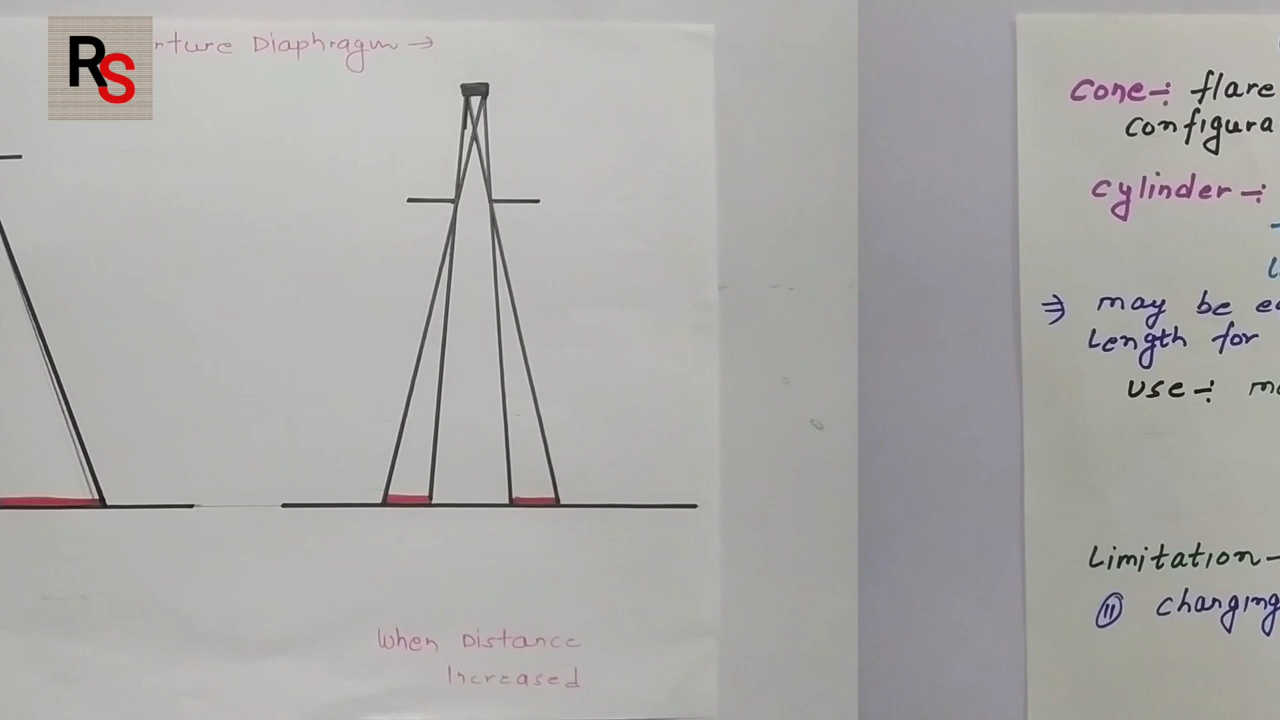 RS
rture Diaphragm →
When Distance
Increased
cone-: flare
configura
cylinder-:
⇒ may be
Length for
use-:
Limitation-
(ii) changing